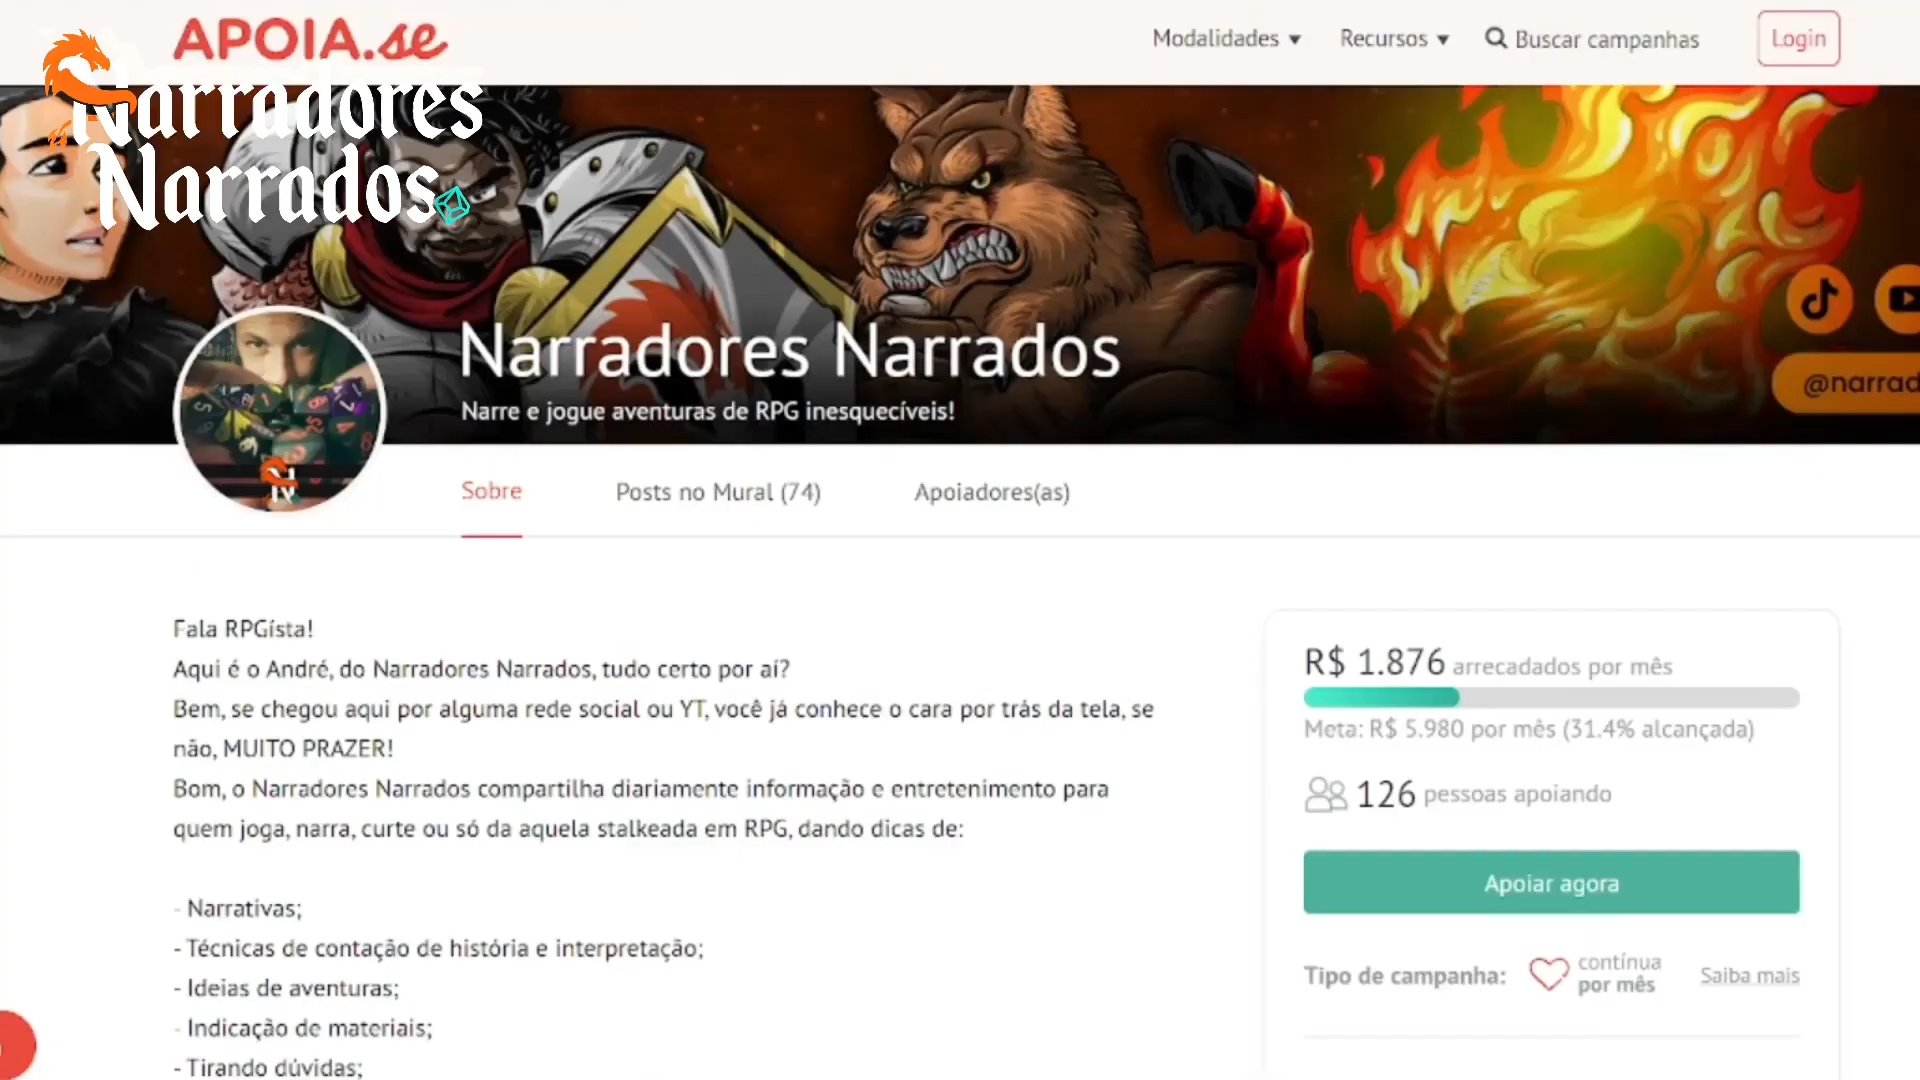 APOIA.se
Modalidades
Recursos
Buscar campanhas
Login
Narradores
Narrados
Narradores Narrados
Narre e jogue aventuras de RPG inesquecíveis!
@narrad
N
Sobre
Posts no Mural (74)
Apoiadores(as)
Fala RPGísta!
Aqui é o André, do Narradores Narrados, tudo certo por aí?
Bem, se chegou aqui por alguma rede social ou YT, você já conhece o cara por trás da tela, se
não, MUITO PRAZER!
Bom, o Narradores Narrados compartilha diariamente informação e entretenimento para
quem joga, narra, curte ou só da aquela stalkeada em RPG, dando dicas de:
- Narrativas;
- Técnicas de contação de história e interpretação;
- Ideias de aventuras;
- Indicação de materiais;
- Tirando dúvidas;
R$ 1.876 arrecadados por mês
Meta: R$ 5.980 por mês (31.4% alcançada)
126 pessoas apoiando
Apoiar agora
Tipo de campanha: contínua por mês Saiba mais